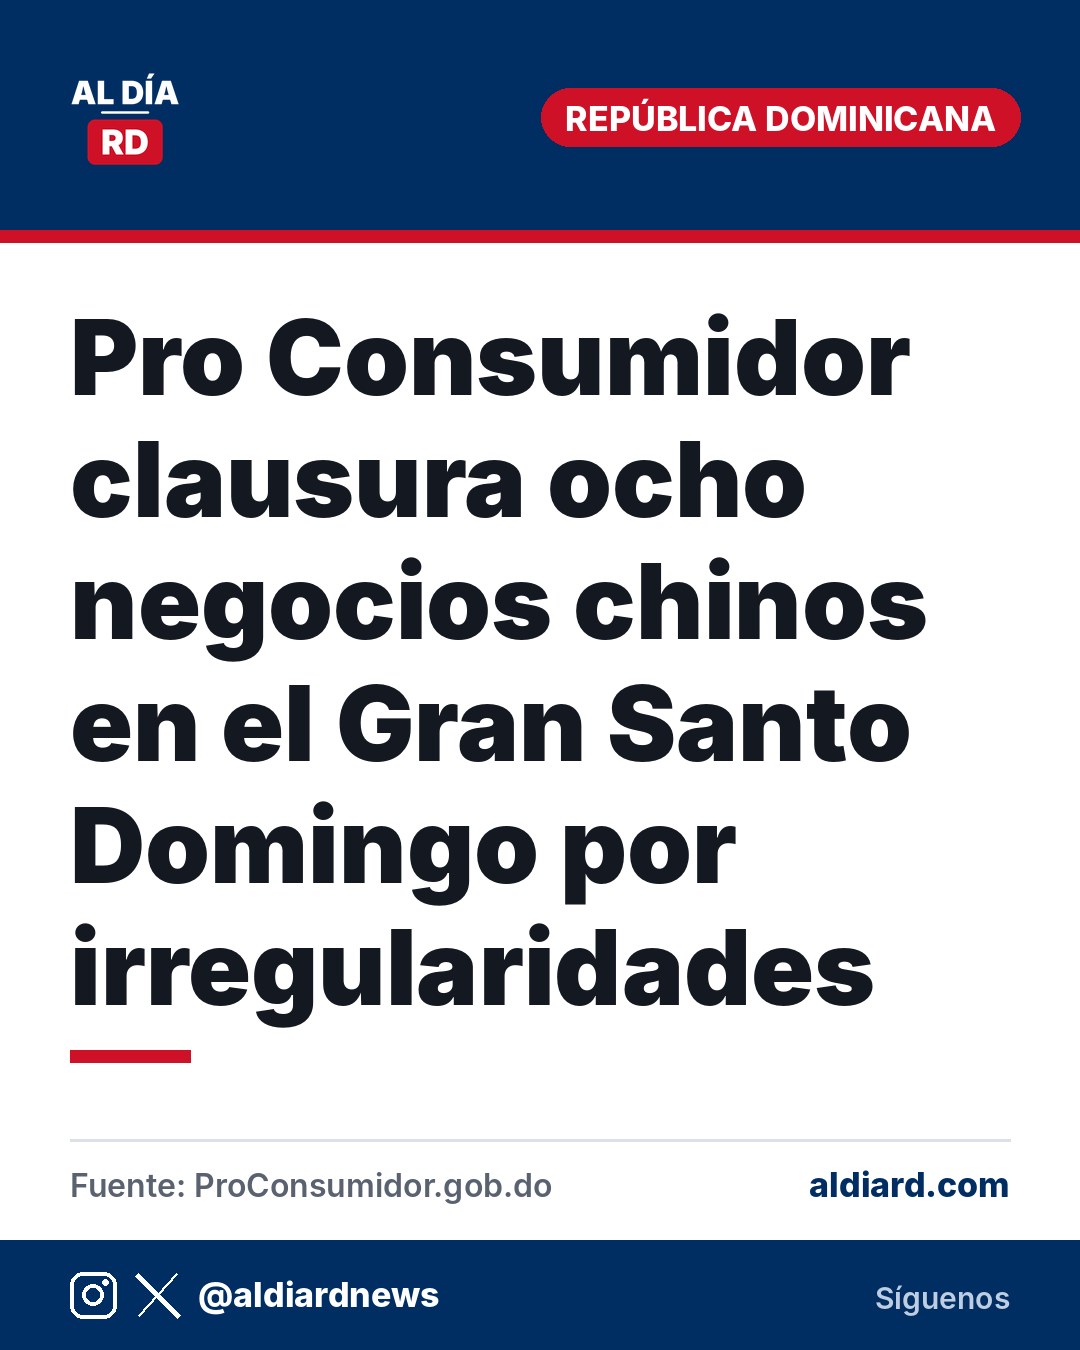 AL DÍA
RD
REPÚBLICA DOMINICANA
Pro Consumidor
clausura ocho
negocios chinos
en el Gran Santo
Domingo por
irregularidades
Fuente: ProConsumidor.gob.do
aldiard.com
@aldiardnews
Síguenos